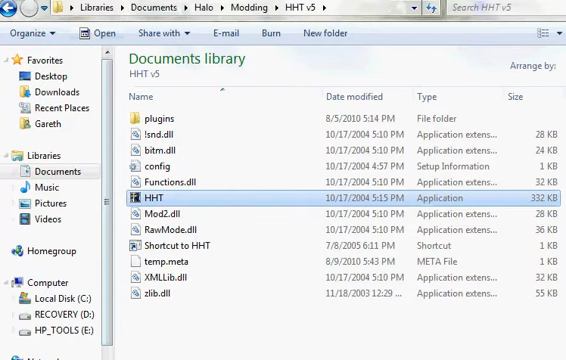 Libraries ▸ Documents ▸ Halo ▸ Modding ▸ HHT v5 ▸ Search HHT v5
Organize Open Share with E-mail Burn New folder
Favorites
Desktop
Downloads
Recent Places
Gareth
Libraries
Documents
Music
Pictures
Videos
Homegroup
Computer
Local Disk (C:)
RECOVERY (D:)
HP_TOOLS (E:)
Documents library
HHT v5
Arrange by:
Name Date modified Type Size
plugins 8/5/2010 5:14 PM File folder
!snd.dll 10/17/2004 5:10 PM Application extens... 28 KB
bitm.dll 10/17/2004 5:10 PM Application extens... 24 KB
config 10/17/2004 4:57 PM Setup Information 1 KB
Functions.dll 10/17/2004 5:10 PM Application extens... 32 KB
HHT 10/17/2004 5:15 PM Application 332 KB
Mod2.dll 10/17/2004 5:10 PM Application extens... 28 KB
RawMode.dll 10/17/2004 5:10 PM Application extens... 36 KB
Shortcut to HHT 7/8/2005 6:11 PM Shortcut 1 KB
temp.meta 8/9/2010 5:43 PM META File 1 KB
XMLLib.dll 10/17/2004 5:10 PM Application extens... 32 KB
zlib.dll 11/18/2003 12:29 ... Application extens... 55 KB